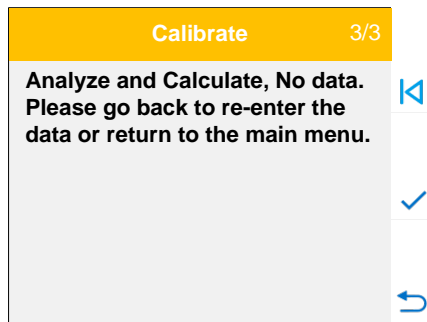 Calibrate 3/3
Analyze and Calculate, No data.
Please go back to re-enter the
data or return to the main menu.